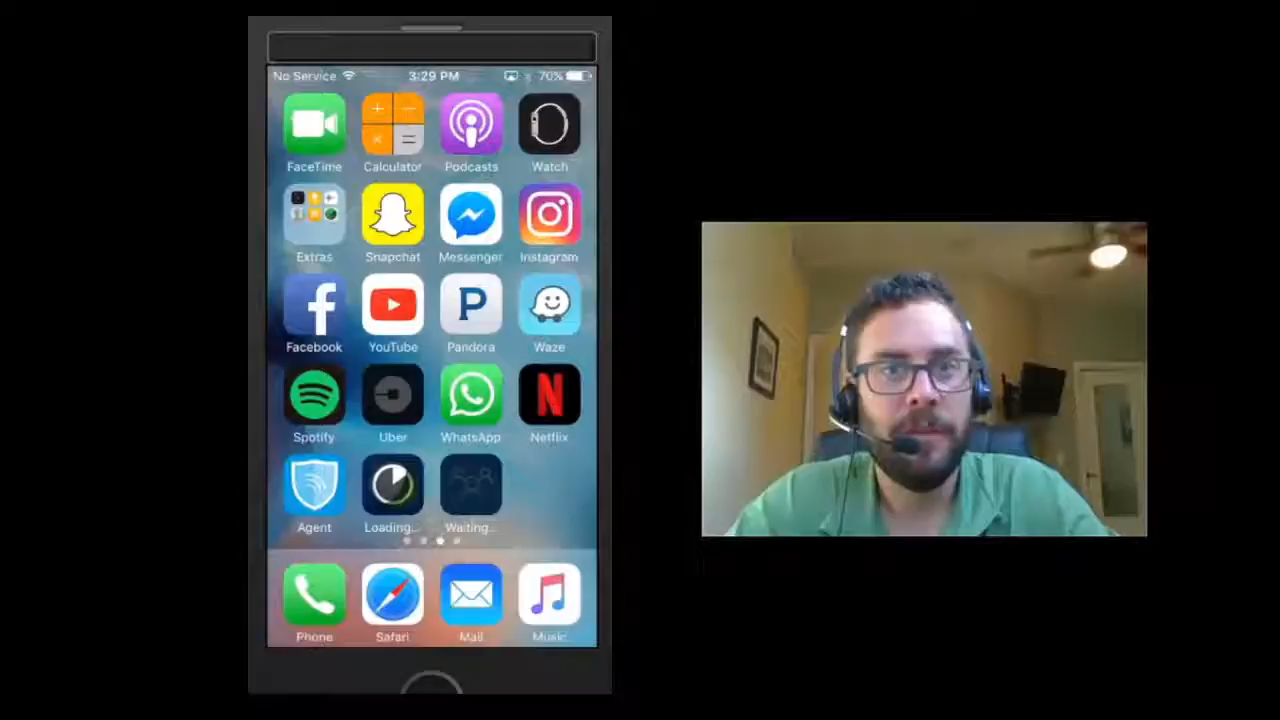 No Service 3:29 PM 70%
FaceTime Calculator Podcasts Watch
Extras Snapchat Messenger Instagram
Facebook YouTube Pandora Waze
Spotify Uber WhatsApp Netflix
Agent Loading... Waiting...
Phone Safari Mail Music